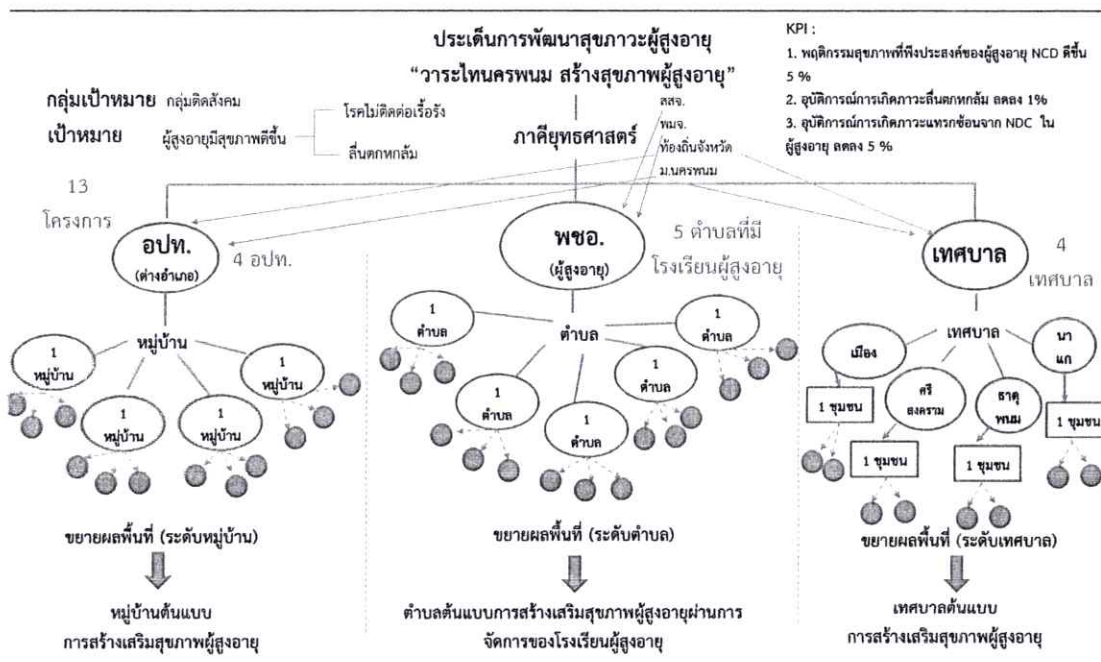 ประเด็นการพัฒนาสุขภาวะผู้สูงอายุ
“วาระไทนครพนม สร้างสุขภาพผู้สูงอายุ”
KPI :
1. พฤติกรรมสุขภาพที่พึงประสงค์ของผู้สูงอายุ NCD ดีขึ้น
5 %
2. อุบัติการณ์การเกิดภาวะลื่นตกหกล้ม ลดลง 1%
3. อุบัติการณ์การเกิดภาวะแทรกซ้อนจาก NDC ใน
ผู้สูงอายุ ลดลง 5 %
กลุ่มเป้าหมาย กลุ่มติดสังคม
เป้าหมาย ผู้สูงอายุมีสุขภาพดีขึ้น
โรคไม่ติดต่อเรื้อรัง
ลื่นตกหกล้ม
ภาคียุทธศาสตร์
สสจ.
พมจ.
ท้องถิ่นจังหวัด
ม.นครพนม
13
โครงการ
อปท.
(ต่างอำเภอ)
4 อปท.
พชอ.
(ผู้สูงอายุ)
5 ตำบลที่มี
โรงเรียนผู้สูงอายุ
เทศบาล
4
เทศบาล
หมู่บ้าน
1
หมู่บ้าน
1
หมู่บ้าน
1
หมู่บ้าน
1
หมู่บ้าน
ตำบล
1
ตำบล
1
ตำบล
1
ตำบล
1
ตำบล
1
ตำบล
เทศบาล
เมือง
ศรี
สงคราม
ธาตุ
พนม
นา
แก
1 ชุมชน
1 ชุมชน
1 ชุมชน
1 ชุมชน
ขยายผลพื้นที่ (ระดับหมู่บ้าน)
ขยายผลพื้นที่ (ระดับตำบล)
ขยายผลพื้นที่ (ระดับเทศบาล)
หมู่บ้านต้นแบบ
การสร้างเสริมสุขภาพผู้สูงอายุ
ตำบลต้นแบบการสร้างเสริมสุขภาพผู้สูงอายุผ่านการ
จัดการของโรงเรียนผู้สูงอายุ
เทศบาลต้นแบบ
การสร้างเสริมสุขภาพผู้สูงอายุ